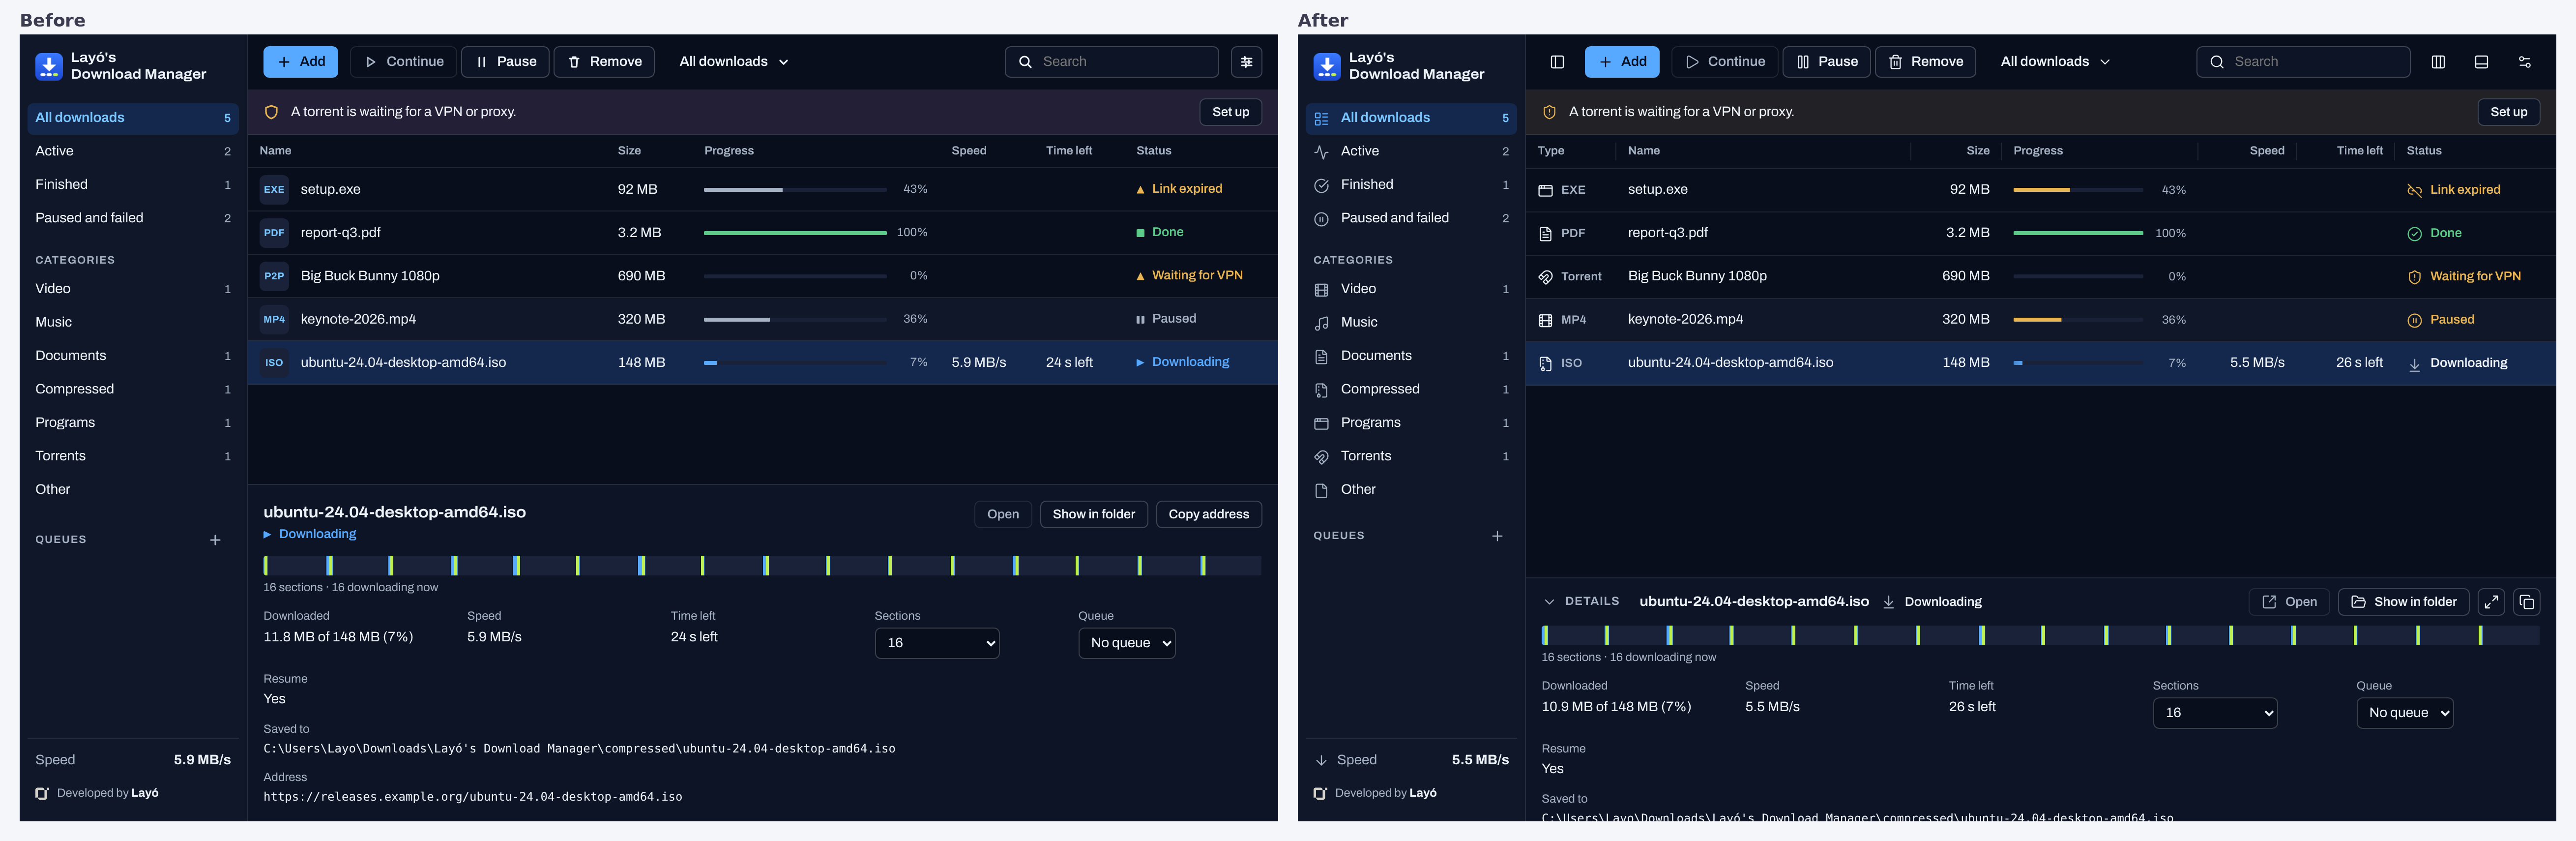 Before
Layó's
Download Manager
All downloads 5
Active 2
Finished 1
Paused and failed 2
CATEGORIES
Video 1
Music
Documents 1
Compressed 1
Programs 1
Torrents 1
Other
QUEUES
Speed 5.9 MB/s
Developed by Layó
Add Continue Pause Remove All downloads Search
A torrent is waiting for a VPN or proxy. Set up
Name Size Progress Speed Time left Status
EXE setup.exe 92 MB 43% Link expired
PDF report-q3.pdf 3.2 MB 100% Done
P2P Big Buck Bunny 1080p 690 MB 0% Waiting for VPN
MP4 keynote-2026.mp4 320 MB 36% Paused
ISO ubuntu-24.04-desktop-amd64.iso 148 MB 7% 5.9 MB/s 24 s left Downloading
ubuntu-24.04-desktop-amd64.iso Open Show in folder Copy address
Downloading
16 sections · 16 downloading now
Downloaded Speed Time left Sections Queue
11.8 MB of 148 MB (7%) 5.9 MB/s 24 s left 16 No queue
Resume
Yes
Saved to
C:\Users\Layo\Downloads\Layó's Download Manager\compressed\ubuntu-24.04-desktop-amd64.iso
Address
https://releases.example.org/ubuntu-24.04-desktop-amd64.iso
After
Layó's
Download Manager
All downloads 5
Active 2
Finished 1
Paused and failed 2
CATEGORIES
Video 1
Music
Documents 1
Compressed 1
Programs 1
Torrents 1
Other
QUEUES
Speed 5.5 MB/s
Developed by Layó
Add Continue Pause Remove All downloads Search
A torrent is waiting for a VPN or proxy. Set up
Type Name Size Progress Speed Time left Status
EXE setup.exe 92 MB 43% Link expired
PDF report-q3.pdf 3.2 MB 100% Done
Torrent Big Buck Bunny 1080p 690 MB 0% Waiting for VPN
MP4 keynote-2026.mp4 320 MB 36% Paused
ISO ubuntu-24.04-desktop-amd64.iso 148 MB 7% 5.5 MB/s 26 s left Downloading
DETAILS ubuntu-24.04-desktop-amd64.iso Downloading Open Show in folder
16 sections · 16 downloading now
Downloaded Speed Time left Sections Queue
10.9 MB of 148 MB (7%) 5.5 MB/s 26 s left 16 No queue
Resume
Yes
Saved to
C:\Users\Layo\Downloads\Layó's Download Manager\compressed\ubuntu-24.04-desktop-amd64.iso